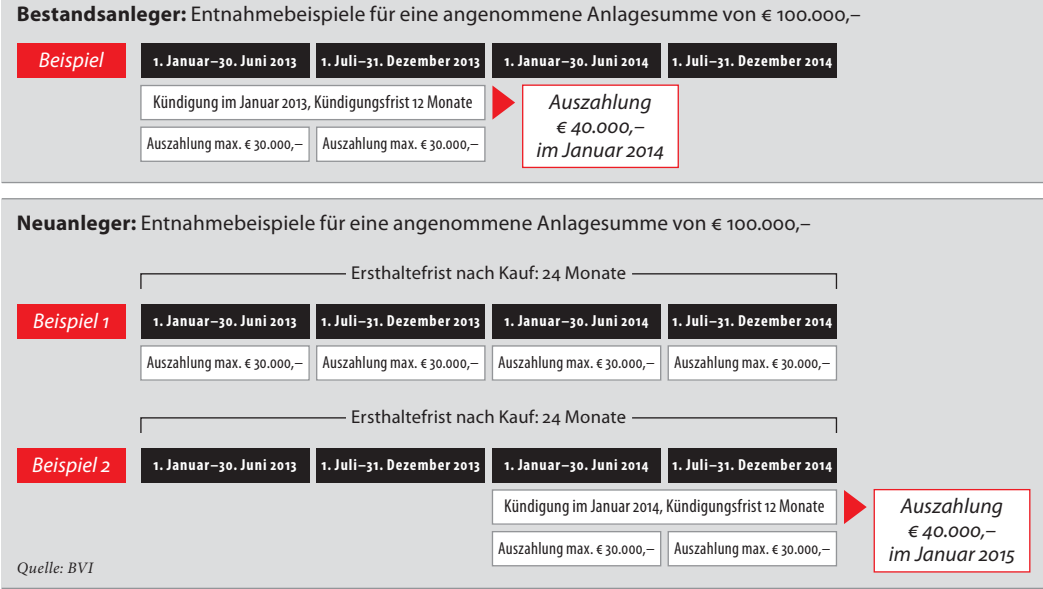 Bestandsanleger: Entnahmebeispiele für eine angenommene Anlagesumme von € 100.000,–
Beispiel
1. Januar–30. Juni 2013
1. Juli–31. Dezember 2013
1. Januar–30. Juni 2014
1. Juli–31. Dezember 2014
Kündigung im Januar 2013, Kündigungsfrist 12 Monate
Auszahlung max. € 30.000,–
Auszahlung max. € 30.000,–
Auszahlung
€ 40.000,–
im Januar 2014
Neuanleger: Entnahmebeispiele für eine angenommene Anlagesumme von € 100.000,–
Ersthaltefrist nach Kauf: 24 Monate
Beispiel 1
1. Januar–30. Juni 2013
1. Juli–31. Dezember 2013
1. Januar–30. Juni 2014
1. Juli–31. Dezember 2014
Auszahlung max. € 30.000,–
Auszahlung max. € 30.000,–
Auszahlung max. € 30.000,–
Auszahlung max. € 30.000,–
Ersthaltefrist nach Kauf: 24 Monate
Beispiel 2
1. Januar–30. Juni 2013
1. Juli–31. Dezember 2013
1. Januar–30. Juni 2014
1. Juli–31. Dezember 2014
Kündigung im Januar 2014, Kündigungsfrist 12 Monate
Auszahlung max. € 30.000,–
Auszahlung max. € 30.000,–
Auszahlung
€ 40.000,–
im Januar 2015
Quelle: BVI